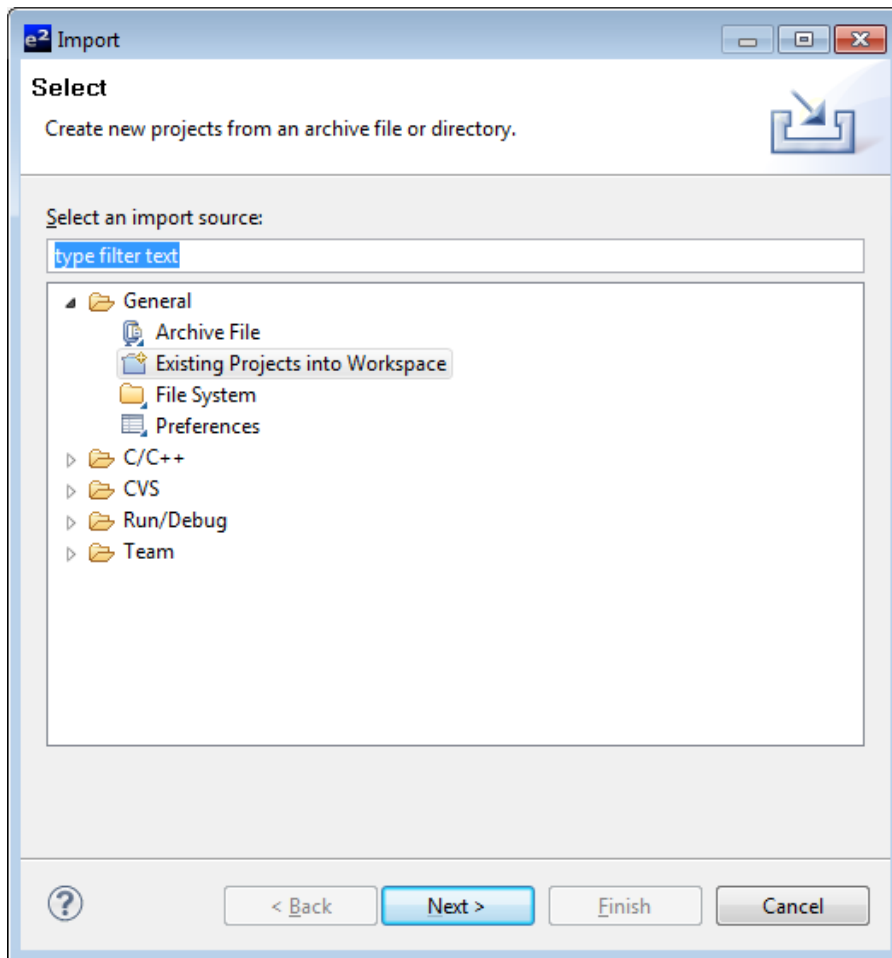 e² Import
Select
Create new projects from an archive file or directory.
Select an import source:
type filter text
General
Archive File
Existing Projects into Workspace
File System
Preferences
C/C++
CVS
Run/Debug
Team
? < Back Next > Finish Cancel